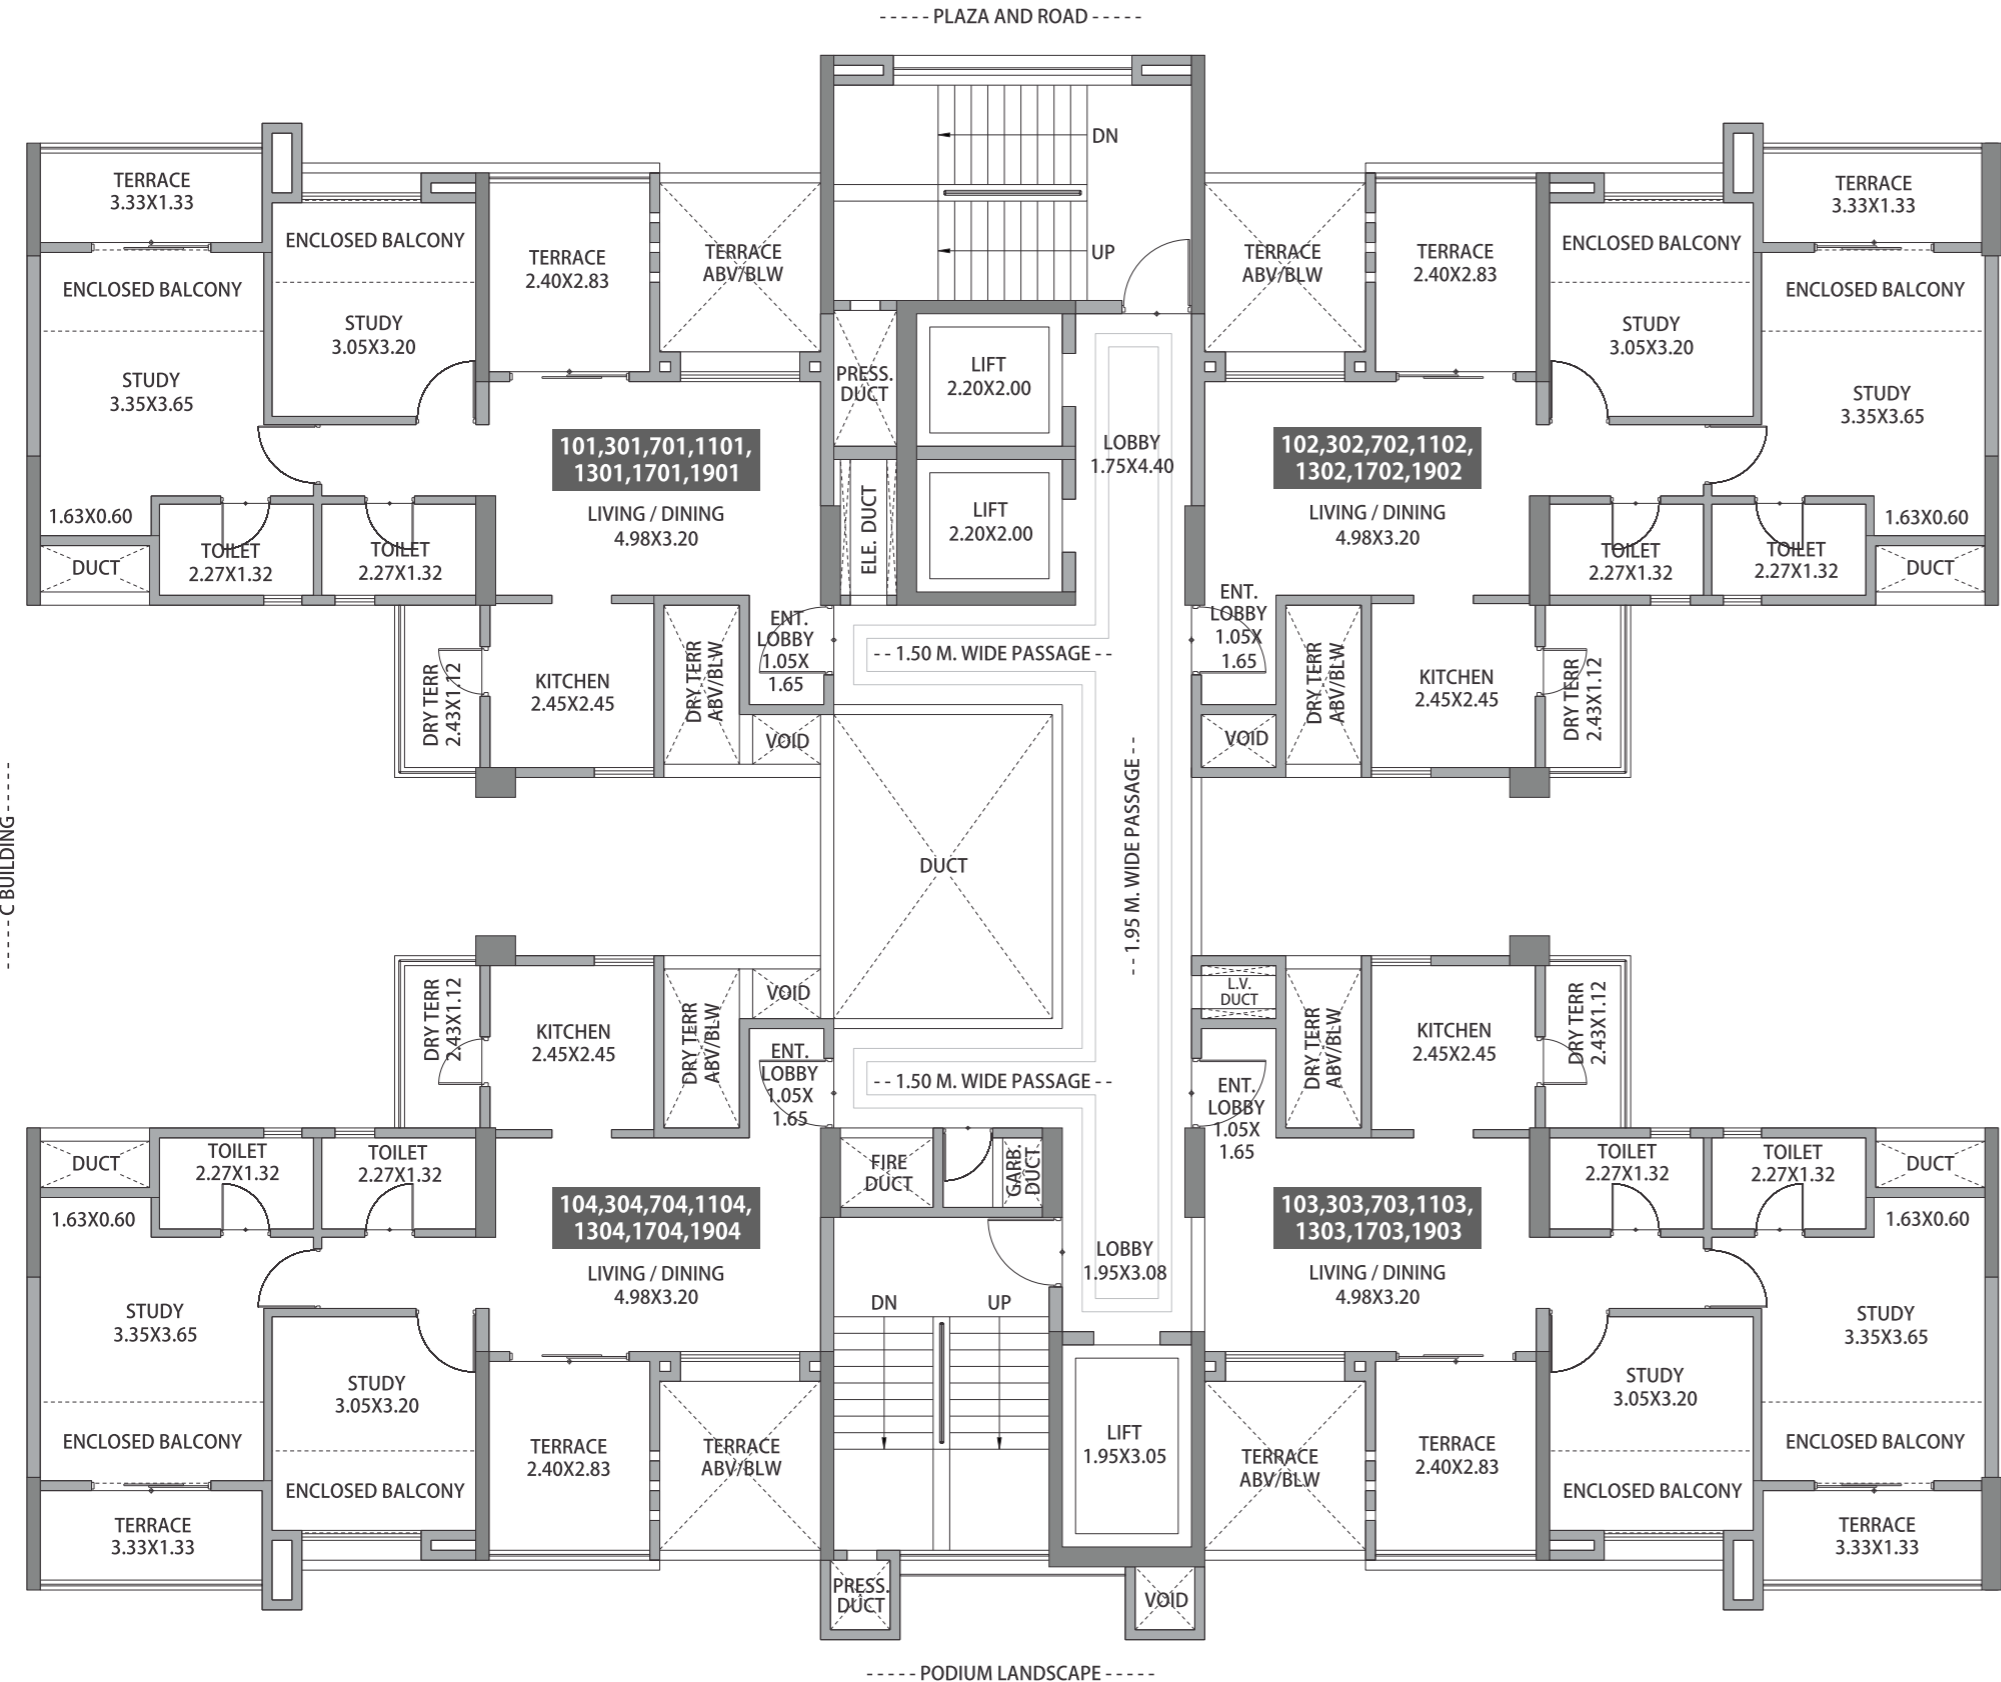 ----- PLAZA AND ROAD -----
DN
UP
TERRACE
3.33X1.33
ENCLOSED BALCONY
STUDY
3.35X3.65
1.63X0.60
DUCT
ENCLOSED BALCONY
STUDY
3.05X3.20
TERRACE
2.40X2.83
TERRACE
ABV/BLW
101,301,701,1101,
1301,1701,1901
LIVING / DINING
4.98X3.20
TOILET
2.27X1.32
TOILET
2.27X1.32
DRY TERR
2.43X1.12
KITCHEN
2.45X2.45
DRY TERR
ABV/BLW
ENT.
LOBBY
1.05X
1.65
VOID
PRESS.
DUCT
ELE. DUCT
LIFT
2.20X2.00
LIFT
2.20X2.00
LOBBY
1.75X4.40
-- 1.50 M. WIDE PASSAGE --
TERRACE
ABV/BLW
TERRACE
2.40X2.83
ENCLOSED BALCONY
STUDY
3.05X3.20
TERRACE
3.33X1.33
ENCLOSED BALCONY
STUDY
3.35X3.65
1.63X0.60
DUCT
102,302,702,1102,
1302,1702,1902
LIVING / DINING
4.98X3.20
TOILET
2.27X1.32
TOILET
2.27X1.32
ENT.
LOBBY
1.05X
1.65
VOID
DRY TERR
ABV/BLW
KITCHEN
2.45X2.45
DRY TERR
2.43X1.12
----- C BUILDING -----
DUCT
-- 1.95 M. WIDE PASSAGE --
DRY TERR
2.43X1.12
KITCHEN
2.45X2.45
DRY TERR
ABV/BLW
VOID
ENT.
LOBBY
1.05X
1.65
-- 1.50 M. WIDE PASSAGE --
DUCT
1.63X0.60
TOILET
2.27X1.32
TOILET
2.27X1.32
104,304,704,1104,
1304,1704,1904
LIVING / DINING
4.98X3.20
STUDY
3.35X3.65
ENCLOSED BALCONY
TERRACE
3.33X1.33
STUDY
3.05X3.20
ENCLOSED BALCONY
TERRACE
2.40X2.83
TERRACE
ABV/BLW
FIRE
DUCT
GARB.
DUCT.
LOBBY
1.95X3.08
DN
UP
LIFT
1.95X3.05
PRESS.
DUCT
VOID
L.V.
DUCT
ENT.
LOBBY
1.05X
1.65
DRY TERR
ABV/BLW
KITCHEN
2.45X2.45
DRY TERR
2.43X1.12
103,303,703,1103,
1303,1703,1903
LIVING / DINING
4.98X3.20
TOILET
2.27X1.32
TOILET
2.27X1.32
DUCT
1.63X0.60
STUDY
3.35X3.65
ENCLOSED BALCONY
TERRACE
3.33X1.33
STUDY
3.05X3.20
ENCLOSED BALCONY
TERRACE
2.40X2.83
TERRACE
ABV/BLW
----- PODIUM LANDSCAPE -----